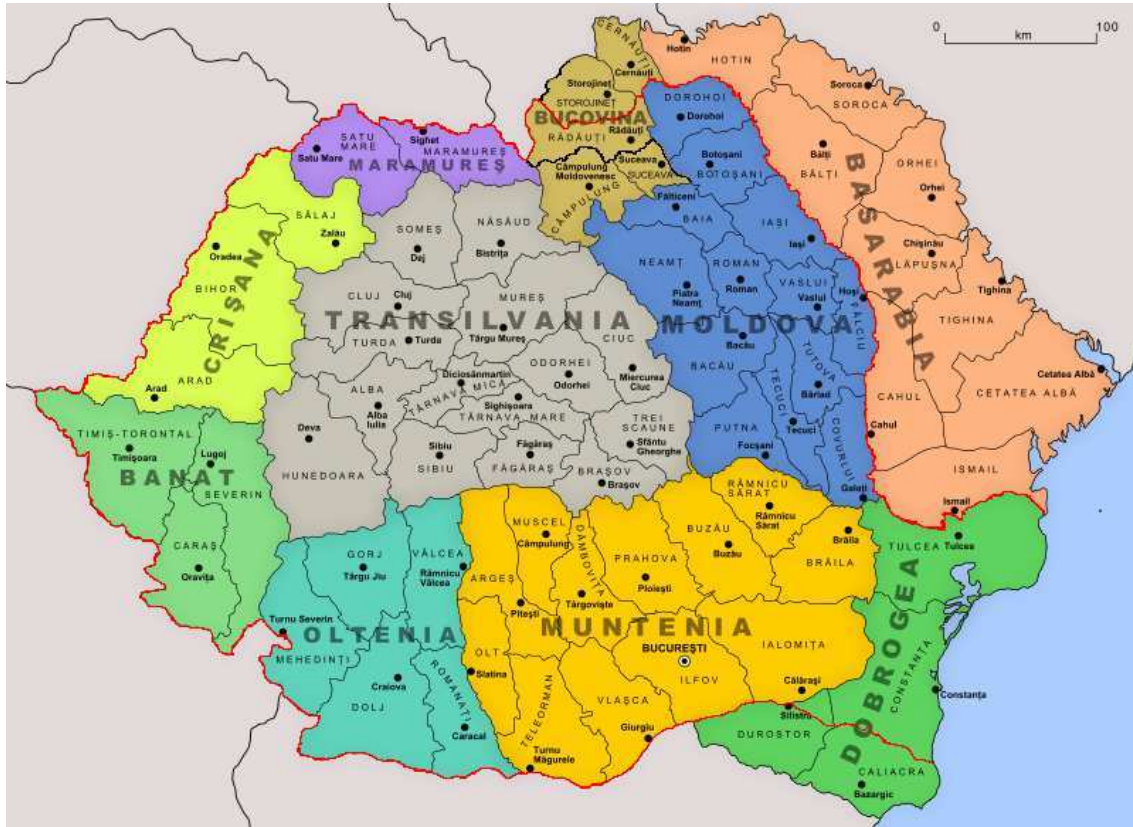 0 100
km
CERNĂUȚI
Cernăuți
Hotin
HOTIN
Storojineț
STOROJINEȚ
BUCOVINA
RĂDĂUȚI
Rădăuți
Suceava
SUCEAVA
Câmpulung
Moldovenesc
CÂMPULUNG
DOROHOI
Dorohoi
Soroca
SOROCA
SATU
MARE
Satu Mare
Sighet
MARAMUREȘ
MARAMUREȘ
Botoșani
BOTOȘANI
Bălți
BĂLȚI
ORHEI
Orhei
BASARABIA
Fălticeni
BAIA
IAȘI
Iași
SĂLAJ
Zalău
Oradea
BIHOR
CRIȘANA
ARAD
Arad
SOMEȘ
Dej
NĂSĂUD
Bistrița
NEAMȚ
Piatra
Neamț
ROMAN
Roman
VASLUI
Vaslui
Huși
FĂLCIU
Chișinău
LĂPUȘNA
Tighina
TIGHINA
CLUJ
Cluj
MUREȘ
TRANSILVANIA
MOLDOVA
TURDA
Turda
Târgu Mureș
CIUC
Bacău
BACĂU
TUTOVA
Bârlad
Diciosânmartin
TÂRNAVA MICĂ
ODORHEI
Odorhei
Miercurea
Ciuc
TECUCI
Tecuci
CAHUL
Cahul
Cetatea Albă
CETATEA ALBĂ
ALBA
Alba
Iulia
Sighișoara
TÂRNAVA MARE
TREI
SCAUNE
Sfântu
Gheorghe
PUTNA
Focșani
COVURLUI
Galați
ISMAIL
Ismail
TIMIȘ-TORONTAL
Timișoara
Lugoj
BANAT
SEVERIN
CARAȘ
Oravița
Deva
HUNEDOARA
Sibiu
SIBIU
Făgăraș
FĂGĂRAȘ
BRAȘOV
Brașov
RÂMNICU
SĂRAT
Râmnicu
Sărat
MUSCEL
Câmpulung
DÂMBOVIȚA
BUZĂU
Buzău
Brăila
BRĂILA
TULCEA
Tulcea
GORJ
Târgu Jiu
VÂLCEA
Râmnicu
Vâlcea
ARGEȘ
Pitești
PRAHOVA
Ploiești
Târgoviște
Turnu Severin
OLTENIA
MUNTENIA
MEHEDINȚI
OLT
Slatina
BUCUREȘTI
ILFOV
IALOMIȚA
Călărași
DOBROGEA
CONSTANȚA
Constanța
Craiova
DOLJ
ROMANAȚI
Caracal
TELEORMAN
Turnu
Măgurele
VLAȘCA
Giurgiu
Silistra
DUROSTOR
CALIACRA
Bazargic